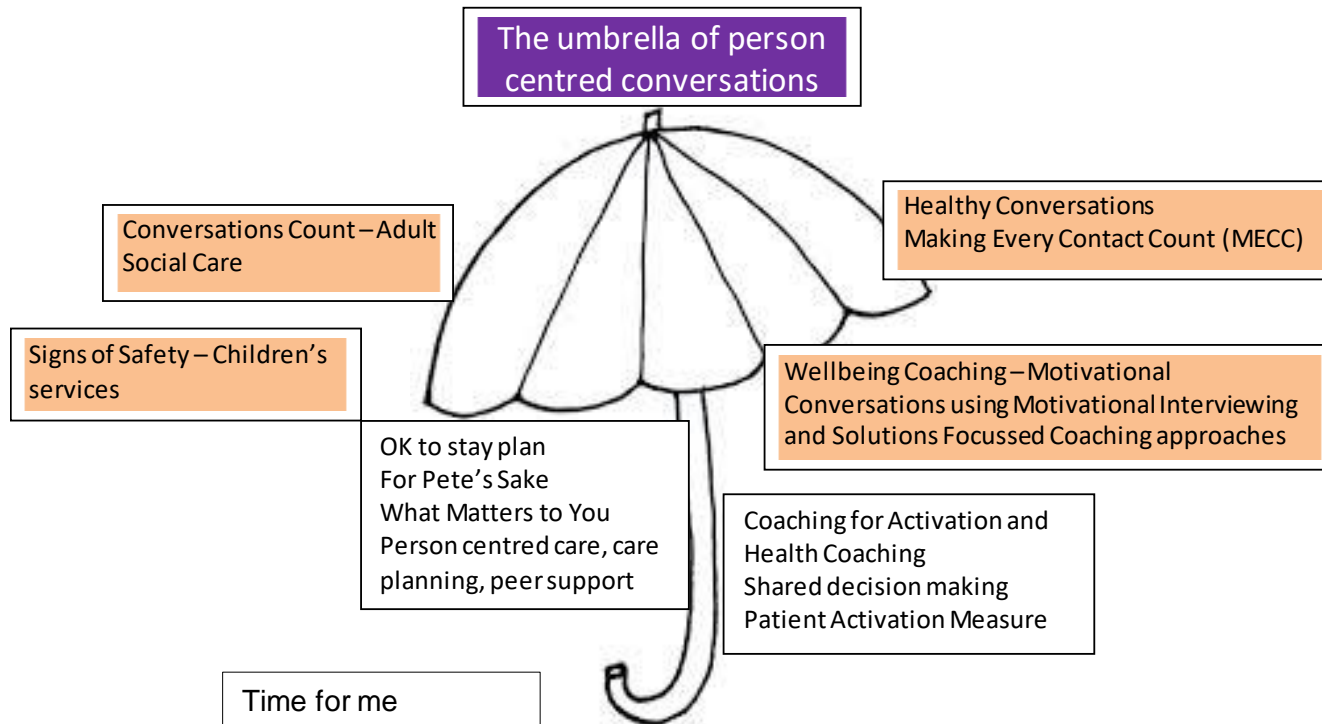 The umbrella of person
centred conversations
Conversations Count – Adult
Social Care
Healthy Conversations
Making Every Contact Count (MECC)
Signs of Safety – Children's
services
Wellbeing Coaching – Motivational
Conversations using Motivational Interviewing
and Solutions Focussed Coaching approaches
OK to stay plan
For Pete's Sake
What Matters to You
Person centred care, care
planning, peer support
Coaching for Activation and
Health Coaching
Shared decision making
Patient Activation Measure
Time for me